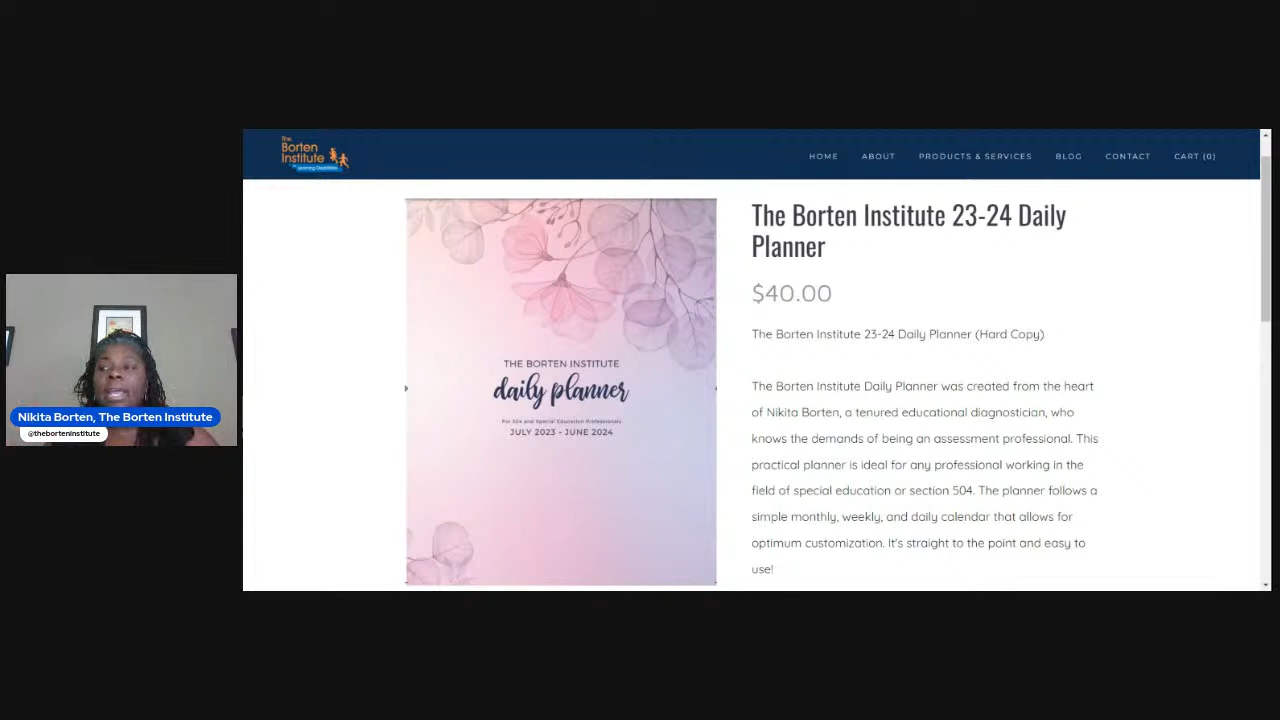 The
Borten
Institute
Learning Disabilities
HOME ABOUT PRODUCTS & SERVICES BLOG CONTACT CART (0)
THE BORTEN INSTITUTE
daily planner
For 504 and Special Education Professionals
JULY 2023 - JUNE 2024
The Borten Institute 23-24 Daily
Planner
$40.00
The Borten Institute 23-24 Daily Planner (Hard Copy)
The Borten Institute Daily Planner was created from the heart
of Nikita Borten, a tenured educational diagnostician, who
knows the demands of being an assessment professional. This
practical planner is ideal for any professional working in the
field of special education or section 504. The planner follows a
simple monthly, weekly, and daily calendar that allows for
optimum customization. It's straight to the point and easy to
use!
Nikita Borten, The Borten Institute
@theborteninstitute